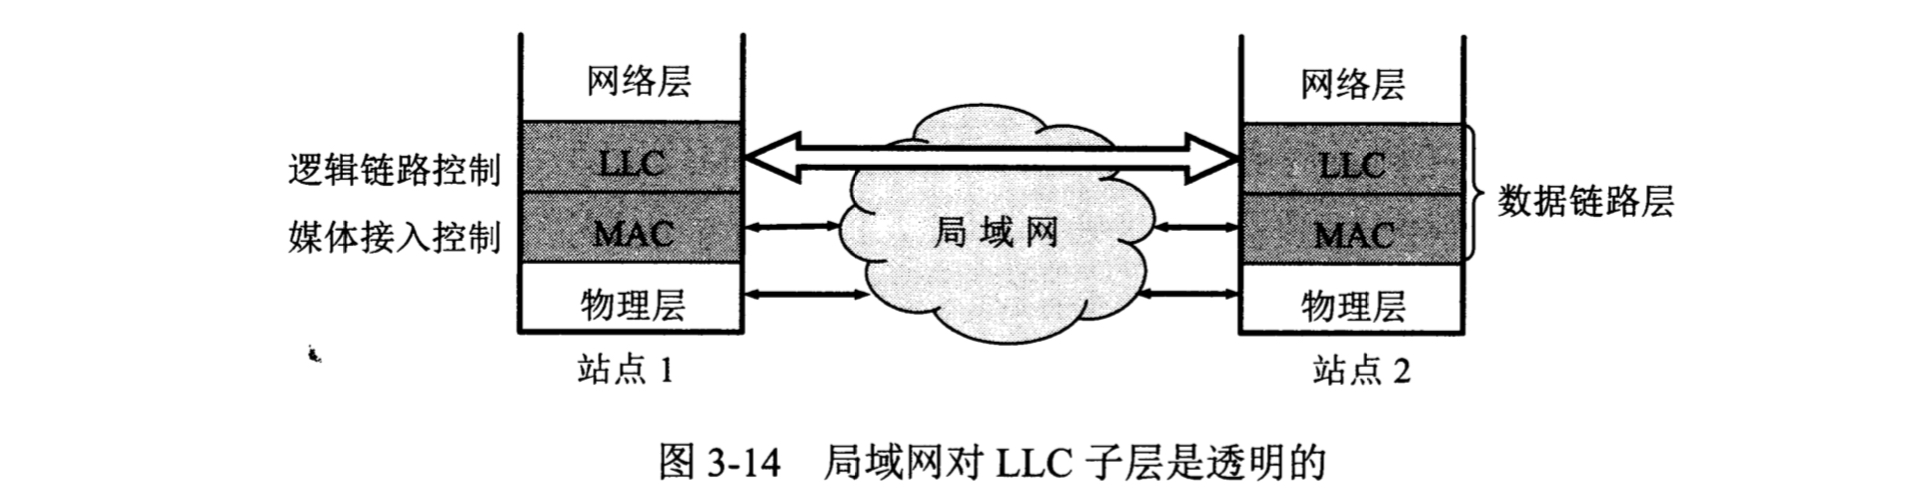 网络层
网络层
逻辑链路控制
LLC
LLC
数据链路层
媒体接入控制
MAC
局域网
MAC
物理层
物理层
站点 1
站点 2
图 3-14 局域网对 LLC 子层是透明的